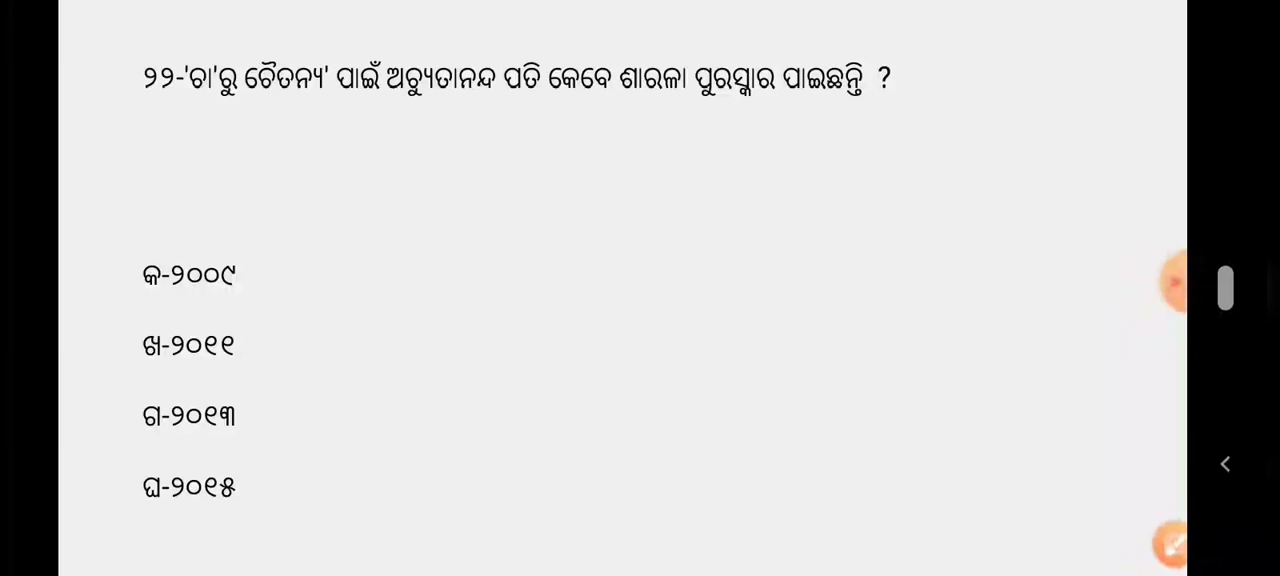 ୨୨-'ଚା'ରୁ ଚୈତନ୍ୟ' ପାଇଁ ଅଚ୍ୟୁତାନନ୍ଦ ପତି କେବେ ଶାରଳା ପୁରସ୍କାର ପାଇଛନ୍ତି ?
କ-୨୦୦୯
ଖ-୨୦୧୧
ଗ-୨୦୧୩
ଘ-୨୦୧୫